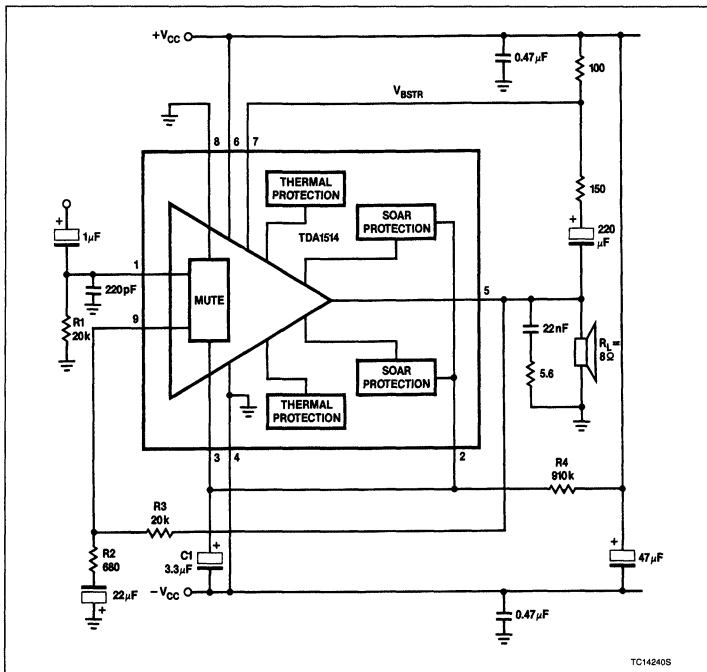 +VCC
0.47µF
100
VBSTR
8 6 7
THERMAL
PROTECTION
150
+
1µF
TDA1514
SOAR
PROTECTION
+
220
µF
1
220pF
MUTE
5
R1
20k
9
22nF
RL =
8Ω
5.6
SOAR
PROTECTION
THERMAL
PROTECTION
3 4
2
R4
910k
R3
20k
R2
680
C1
3.3µF
+
+
47µF
22µF
+
−VCC
0.47µF
TC14240S